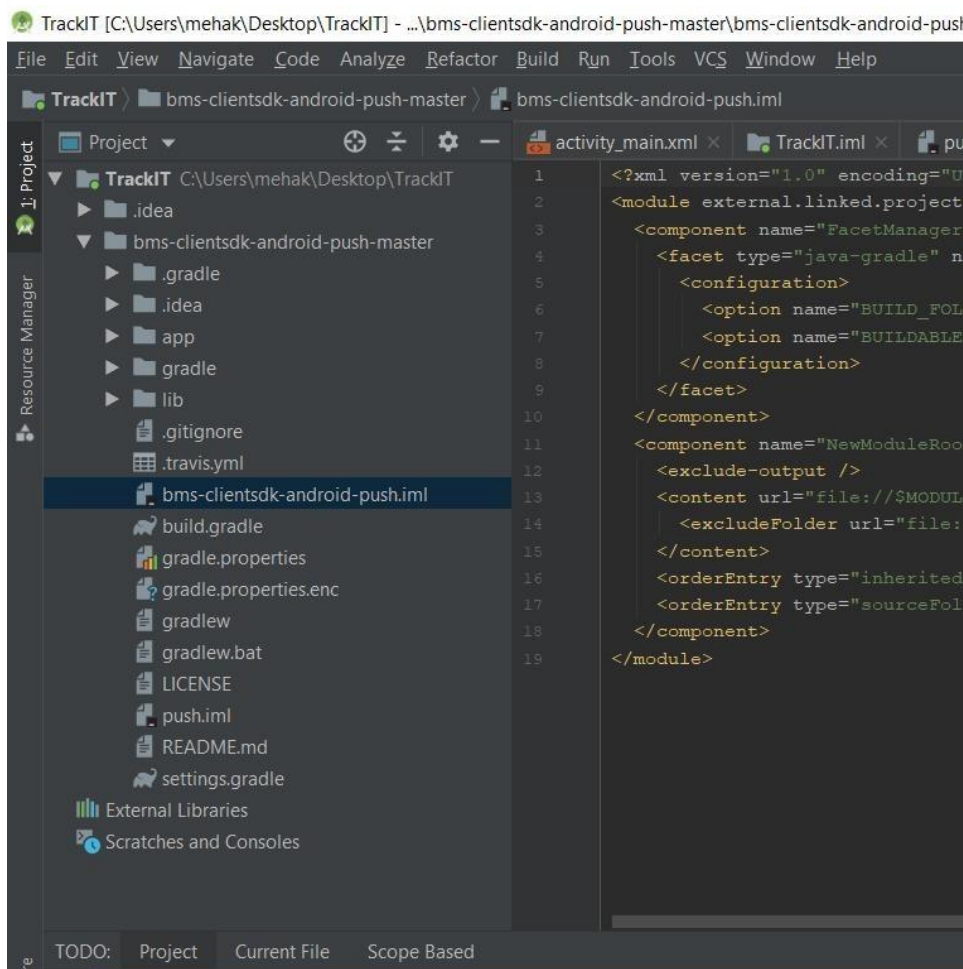 TrackIT [C:\Users\mehak\Desktop\TrackIT] - ...\bms-clientsdk-android-push-master\bms-clientsdk-android-push
File Edit View Navigate Code Analyze Refactor Build Run Tools VCS Window Help
TrackIT bms-clientsdk-android-push-master bms-clientsdk-android-push.iml
1: Project
Resource Manager
Project
TrackIT C:\Users\mehak\Desktop\TrackIT
.idea
bms-clientsdk-android-push-master
.gradle
.idea
app
gradle
lib
.gitignore
.travis.yml
bms-clientsdk-android-push.iml
build.gradle
gradle.properties
gradle.properties.enc
gradlew
gradlew.bat
LICENSE
push.iml
README.md
settings.gradle
External Libraries
Scratches and Consoles
activity_main.xml TrackIT.iml pu
1 <?xml version="1.0" encoding="U
2 <module external.linked.project
3 <component name="FacetManager
4 <facet type="java-gradle" n
5 <configuration>
6 <option name="BUILD_FOL
7 <option name="BUILDABLE
8 </configuration>
9 </facet>
10 </component>
11 <component name="NewModuleRoo
12 <exclude-output />
13 <content url="file://$MODUL
14 <excludeFolder url="file:
15 </content>
16 <orderEntry type="inherited
17 <orderEntry type="sourceFol
18 </component>
19 </module>
TODO: Project Current File Scope Based